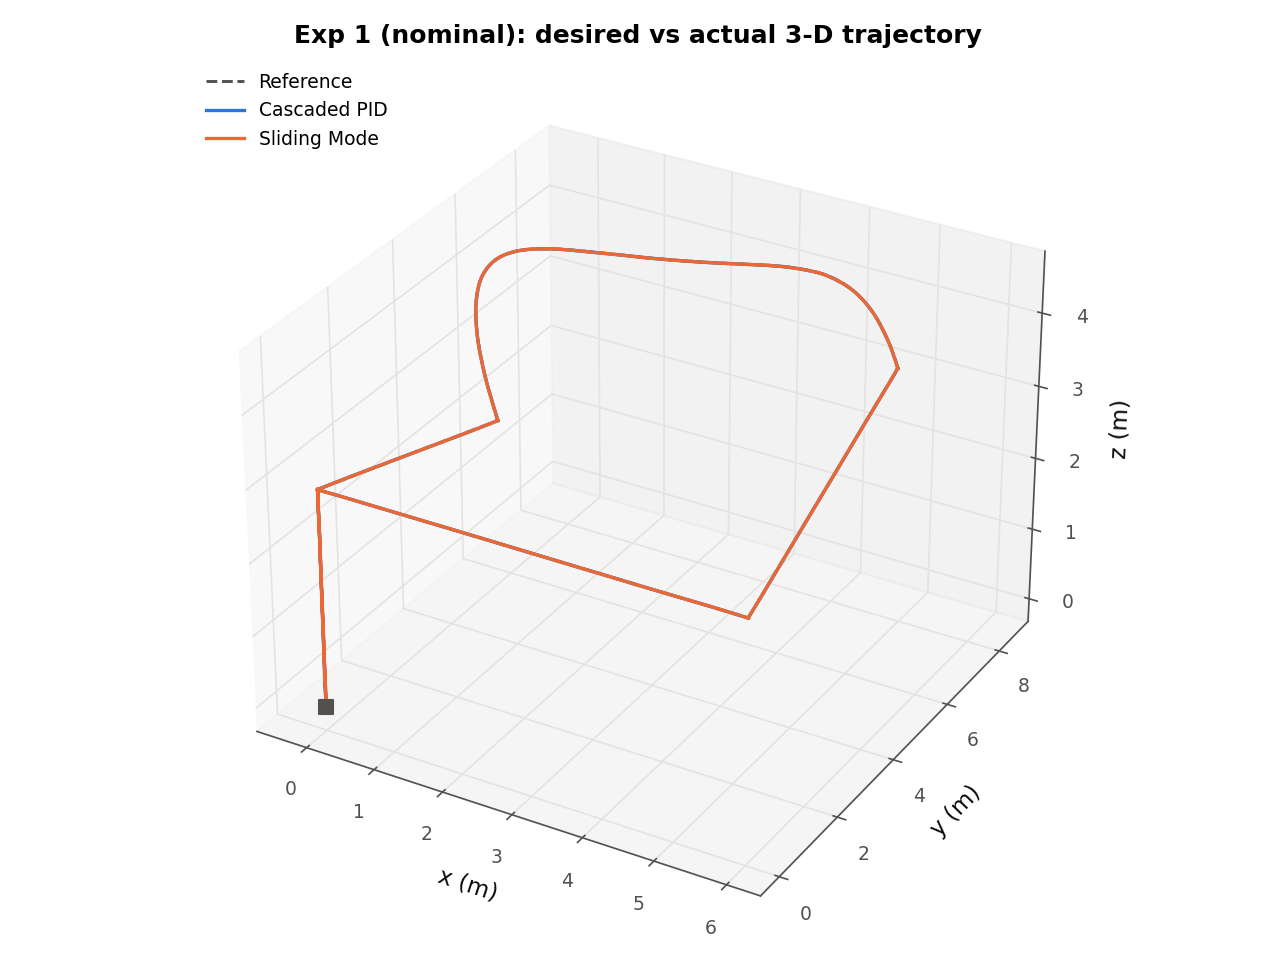 Exp 1 (nominal): desired vs actual 3-D trajectory
Reference
Cascaded PID
Sliding Mode
4
3
2
1
0
z (m)
8
6
4
2
0
y (m)
0
1
2
3
4
5
6
x (m)